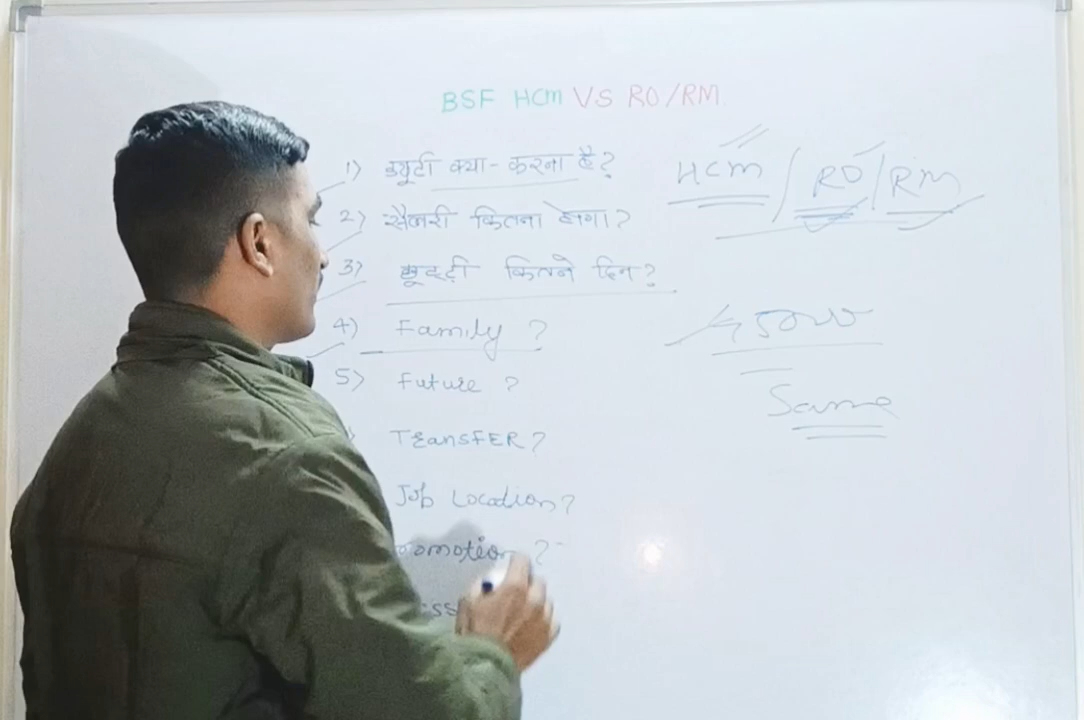 BSF HCM VS RO/RM
1) ड्यूटी क्या-करना है?
2) सैलरी कितना होगा?
3) छूट्टी कितने दिन?
4) Family ?
5) Future ?
TRANSFER?
Job Location?
Promotion ?
HCM / RO / RM
Same